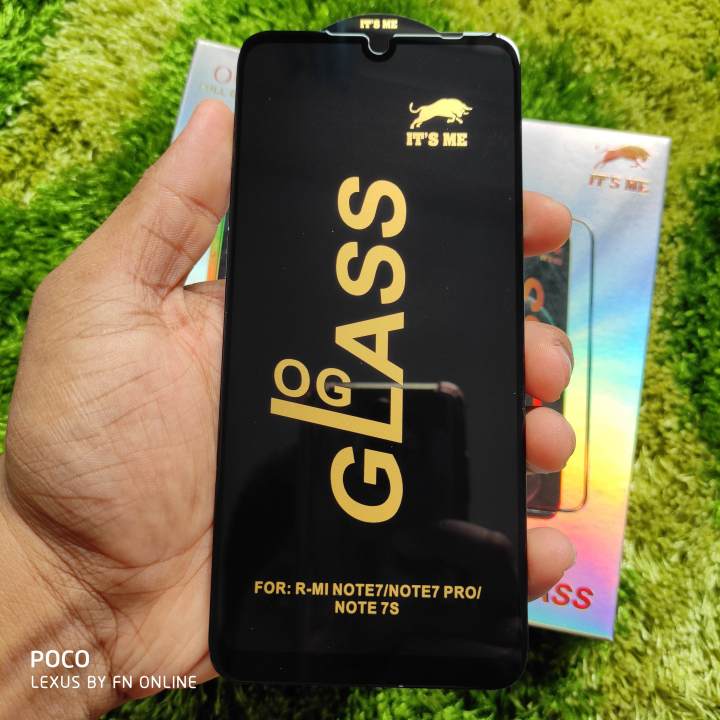 IT'S ME
IT'S ME
OG
GLASS
FOR: R-MI NOTE7/NOTE7 PRO/
NOTE 7S
IT'S ME
ASS
POCO
LEXUS BY FN ONLINE